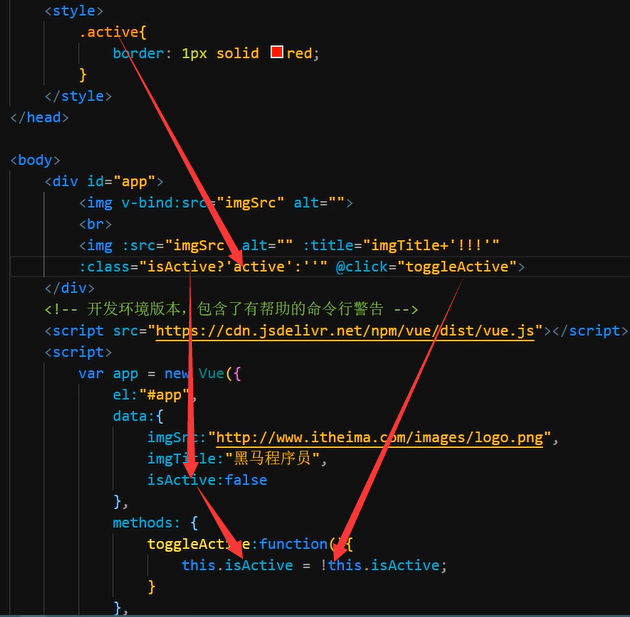 <style>
.active{
border: 1px solid red;
}
</style>
</head>
<body>
<div id="app">
<img v-bind:src="imgSrc" alt="">
<br>
<img :src="imgSrc" alt="" :title="imgTitle+'!!!'"
:class="isActive?'active':''" @click="toggleActive">
</div>
<!-- 开发环境版本，包含了有帮助的命令行警告 -->
<script src="https://cdn.jsdelivr.net/npm/vue/dist/vue.js"></script>
<script>
var app = new Vue({
el:"#app",
data:{
imgSrc:"http://www.itheima.com/images/logo.png",
imgTitle:"黑马程序员",
isActive:false
},
methods: {
toggleActive:function(){
this.isActive = !this.isActive;
}
},